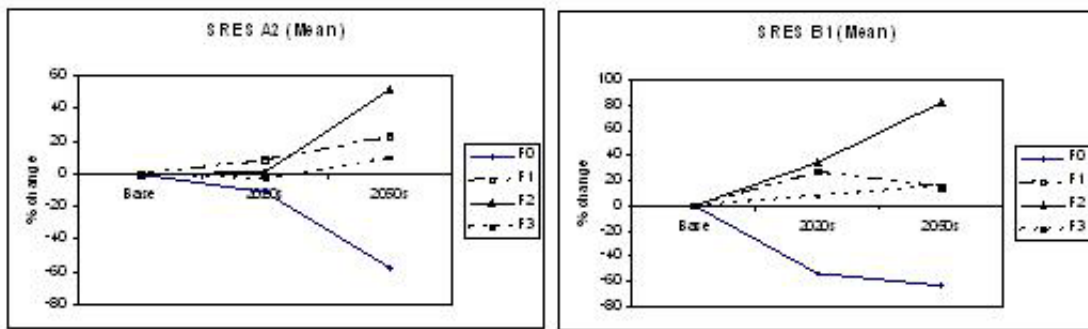 SRES A2 (Mean)
% change
60
40
20
0
-20
-40
-60
-80
Base
2020s
2050s
F0
F1
F2
F3
SRES B1 (Mean)
% change
100
80
60
40
20
0
-20
-40
-60
-80
Base
2020s
2050s
F0
F1
F2
F3